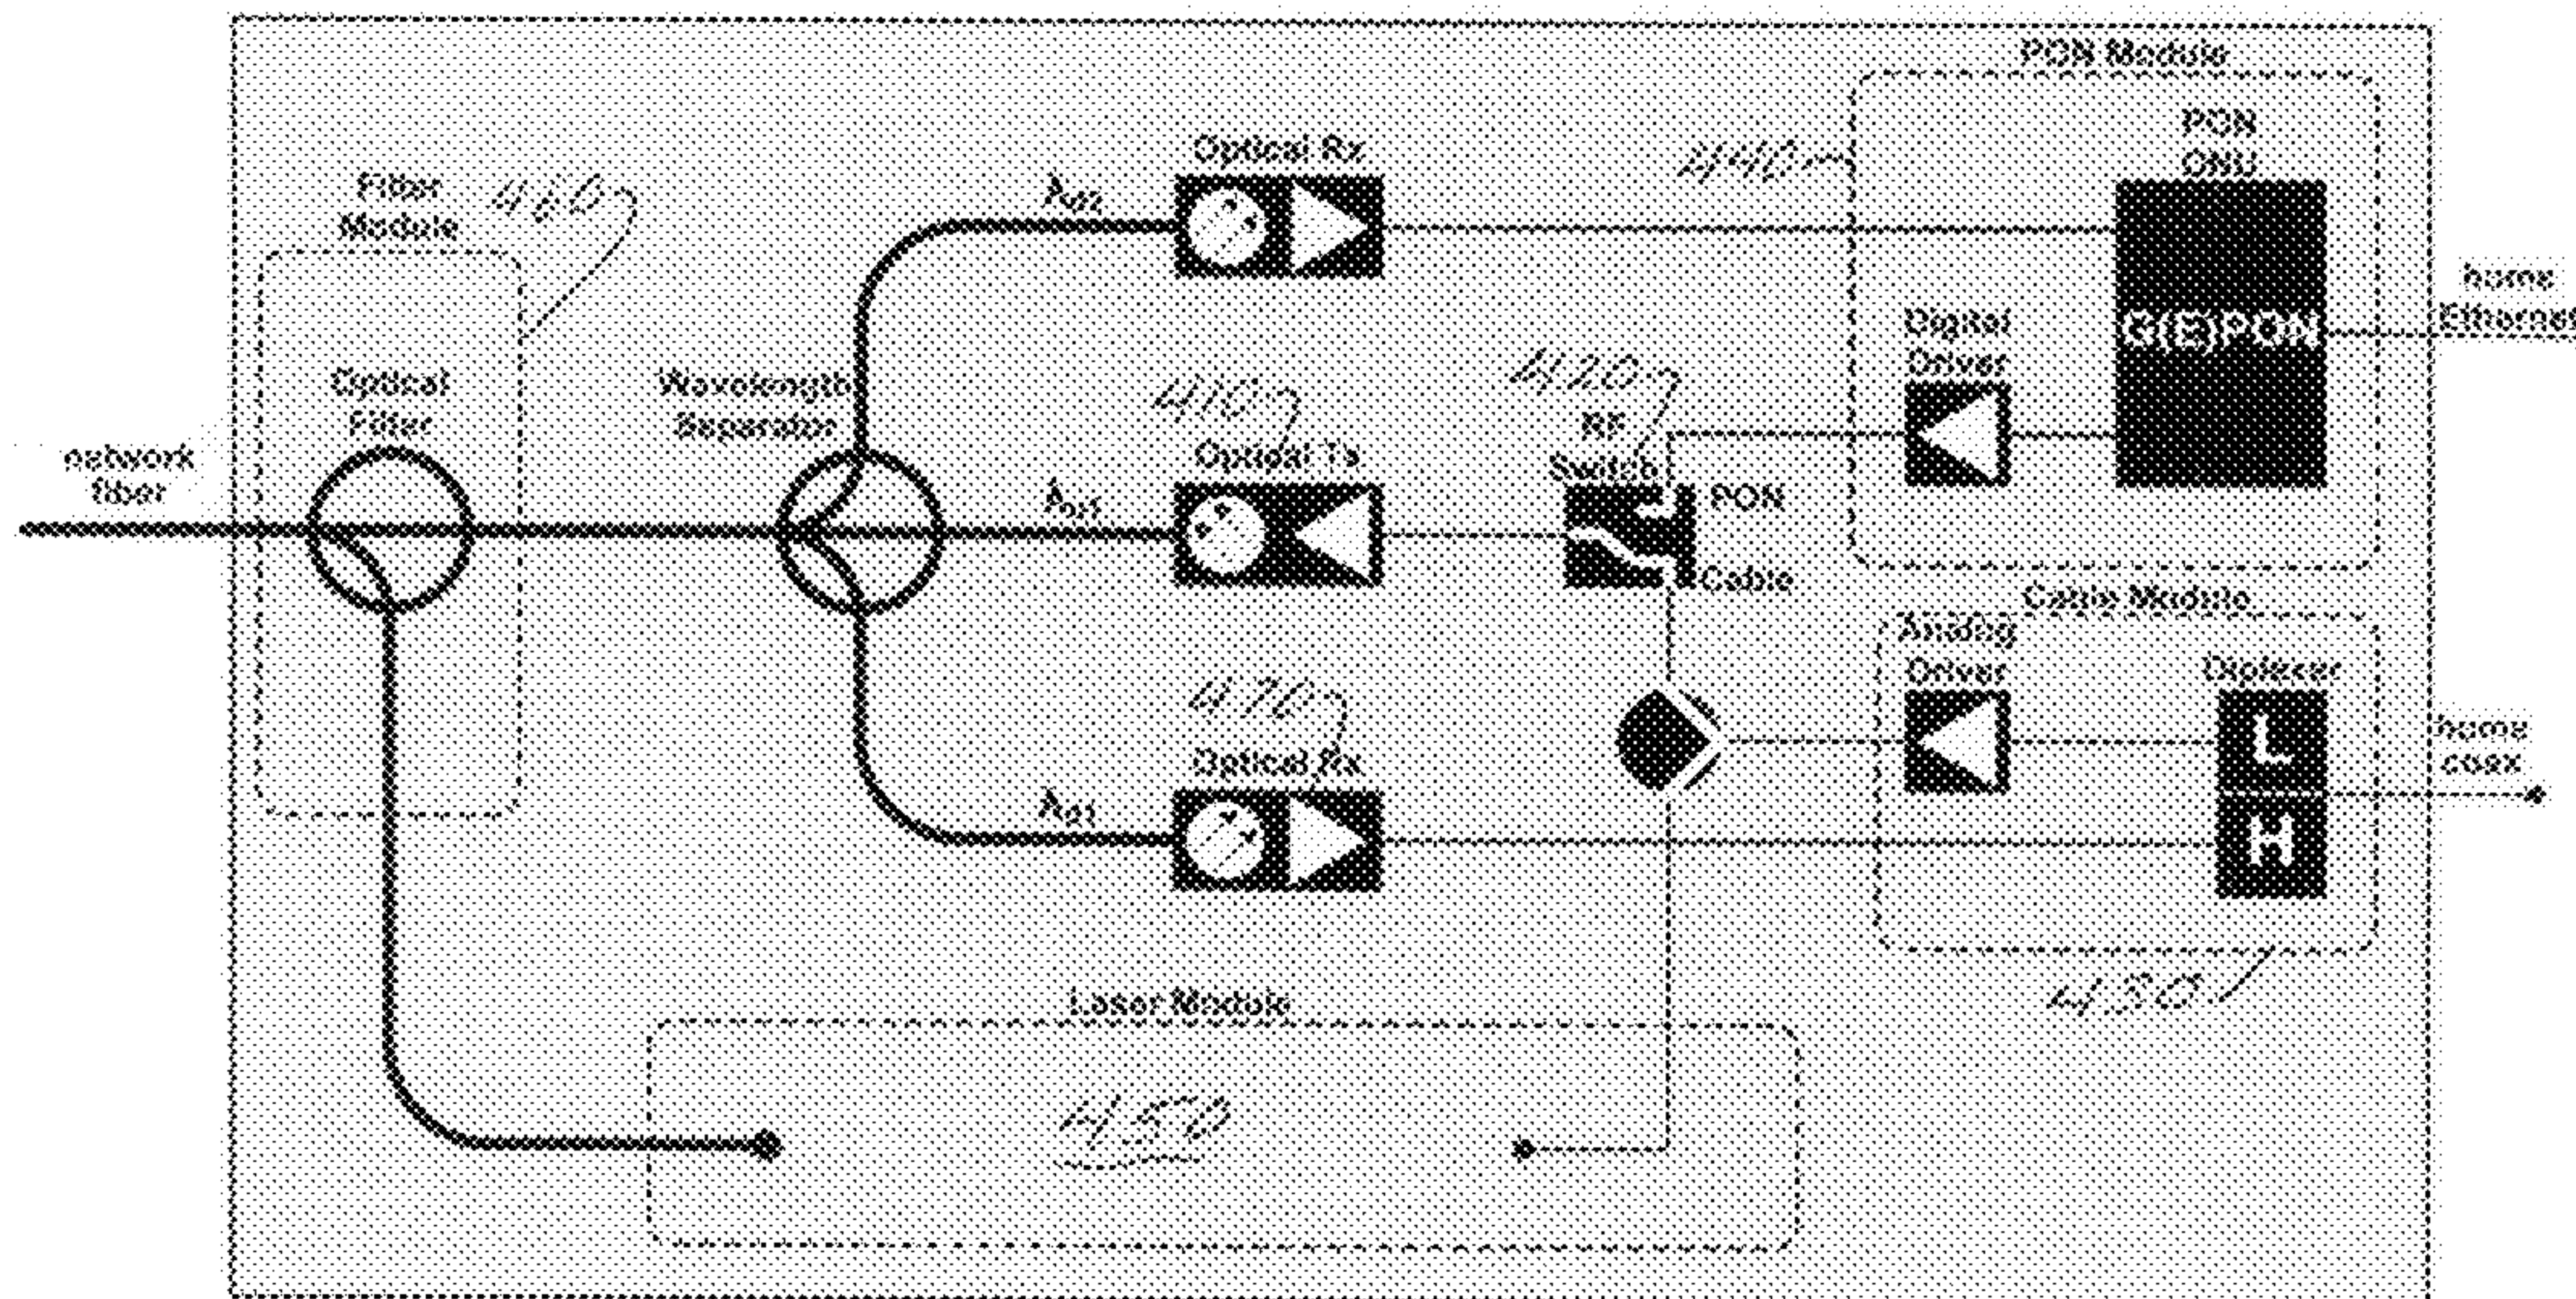 PON Module
PON
ONU
Optical Rx
440
λd2
Filter
Module
460
home
Ethernet
G(E)PON
Digital
Driver
Optical
Filter
Wavelength
Separator
410
420
RF
Switch
network
fiber
Optical Tx
λu1
PON
Cable
Cable Module
Analog
Driver
Diplexer
470
Optical Rx
L
H
home
coax
λd1
430
Laser Module
450